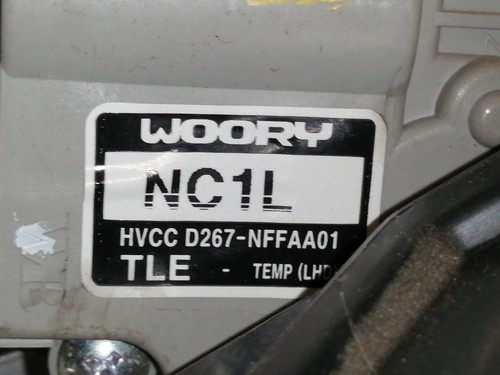 WOORY
NC1L
HVCC D267-NFFAA01
TLE - TEMP (LHD